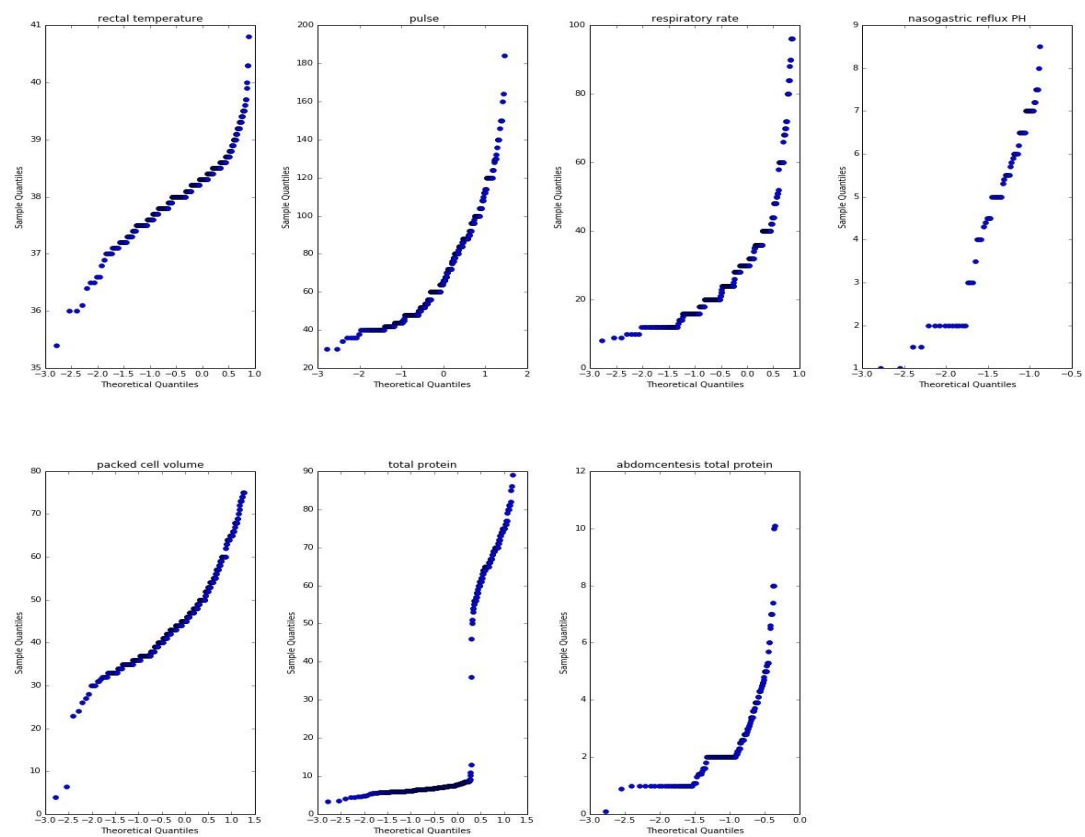 rectal temperature
41
40
39
38
37
36
35
Sample Quantiles
−3.0 −2.5 −2.0 −1.5 −1.0 −0.5 0.0 0.5 1.0
Theoretical Quantiles
pulse
200
180
160
140
120
100
80
60
40
20
Sample Quantiles
−3 −2 −1 0 1 2
Theoretical Quantiles
respiratory rate
100
80
60
40
20
0
Sample Quantiles
−3.0 −2.5 −2.0 −1.5 −1.0 −0.5 0.0 0.5 1.0
Theoretical Quantiles
nasogastric reflux PH
9
8
7
6
5
4
3
2
1
Sample Quantiles
−3.0 −2.5 −2.0 −1.5 −1.0 −0.5
Theoretical Quantiles
packed cell volume
80
70
60
50
40
30
20
10
0
Sample Quantiles
−3.0 −2.5 −2.0 −1.5 −1.0 −0.5 0.0 0.5 1.0 1.5
Theoretical Quantiles
total protein
90
80
70
60
50
40
30
20
10
0
Sample Quantiles
−3.0 −2.5 −2.0 −1.5 −1.0 −0.5 0.0 0.5 1.0 1.5
Theoretical Quantiles
abdomcentesis total protein
12
10
8
6
4
2
0
Sample Quantiles
−3.0 −2.5 −2.0 −1.5 −1.0 −0.5 0.0
Theoretical Quantiles